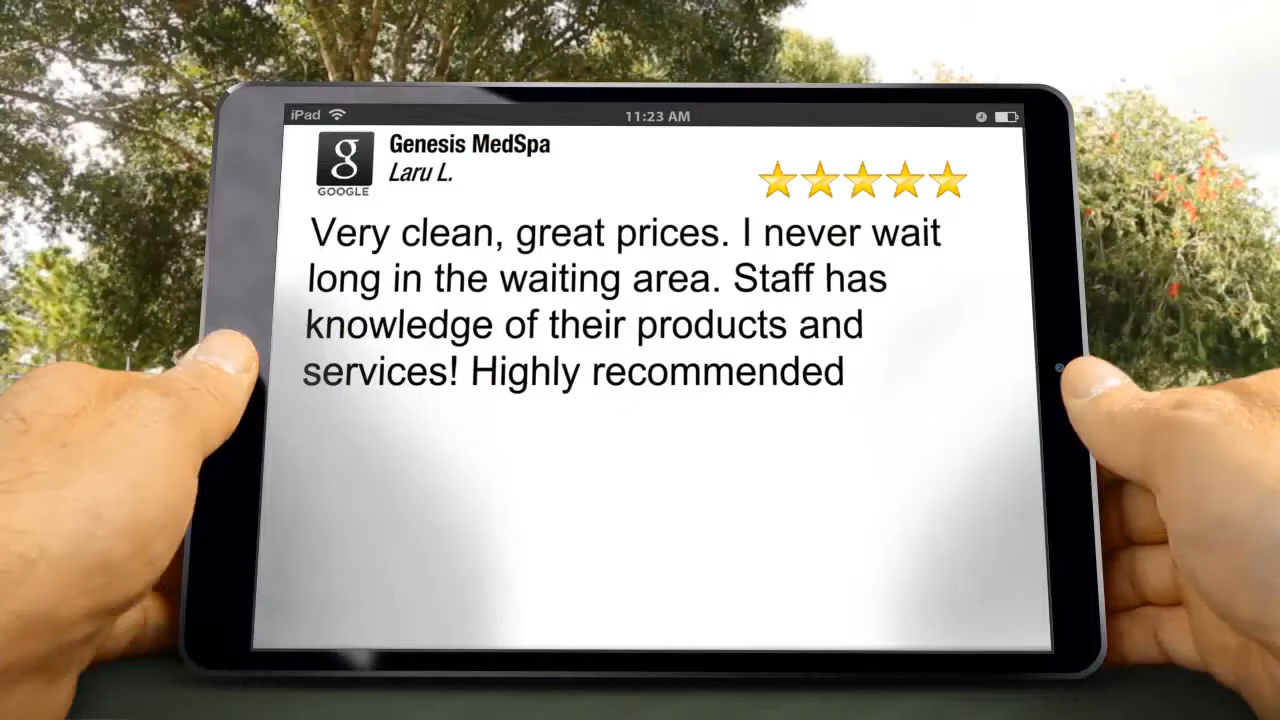 iPad 11:23 AM
g
GOOGLE
Genesis MedSpa
Laru L.
Very clean, great prices. I never wait
long in the waiting area. Staff has
knowledge of their products and
services! Highly recommended